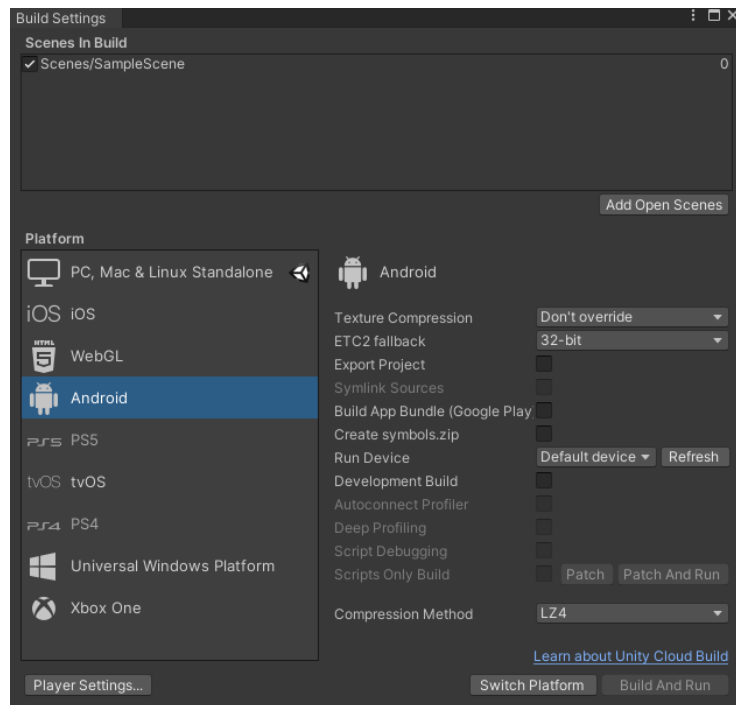 Build Settings
Scenes In Build
Scenes/SampleScene 0
Add Open Scenes
Platform
PC, Mac & Linux Standalone
iOS iOS
HTML 5 WebGL
Android
PS5 PS5
tvOS tvOS
PS4 PS4
Universal Windows Platform
Xbox One
Android
Texture Compression Don't override
ETC2 fallback 32-bit
Export Project
Symlink Sources
Build App Bundle (Google Play
Create symbols.zip
Run Device Default device Refresh
Development Build
Autoconnect Profiler
Deep Profiling
Script Debugging
Scripts Only Build Patch Patch And Run
Compression Method LZ4
Learn about Unity Cloud Build
Player Settings... Switch Platform Build And Run